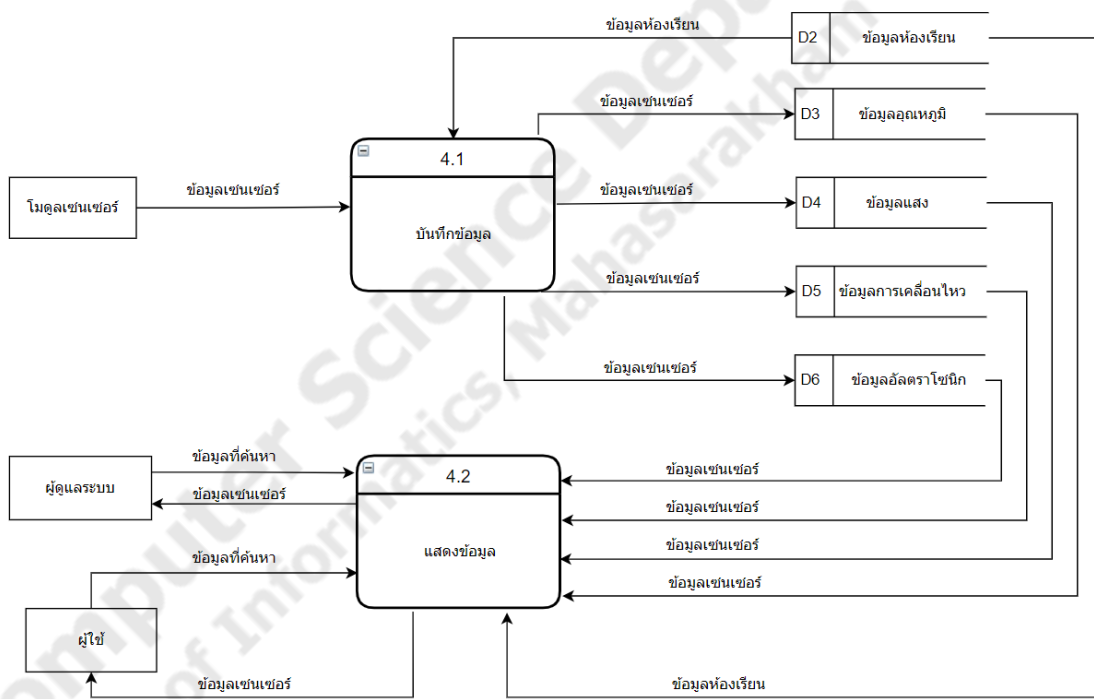 ข้อมูลห้องเรียน
D2 ข้อมูลห้องเรียน
ข้อมูลเซนเซอร์
D3 ข้อมูลอุณหภูมิ
4.1
บันทึกข้อมูล
โมดูลเซนเซอร์
ข้อมูลเซนเซอร์
ข้อมูลเซนเซอร์
D4 ข้อมูลแสง
ข้อมูลเซนเซอร์
D5 ข้อมูลการเคลื่อนไหว
ข้อมูลเซนเซอร์
D6 ข้อมูลอัลตราโซนิก
ผู้ดูแลระบบ
ข้อมูลที่ค้นหา
ข้อมูลเซนเซอร์
4.2
แสดงข้อมูล
ข้อมูลเซนเซอร์
ข้อมูลเซนเซอร์
ข้อมูลเซนเซอร์
ข้อมูลเซนเซอร์
ข้อมูลที่ค้นหา
ผู้ใช้
ข้อมูลเซนเซอร์
ข้อมูลห้องเรียน
omputer Science Depa
of Informatics, Mahasarakham